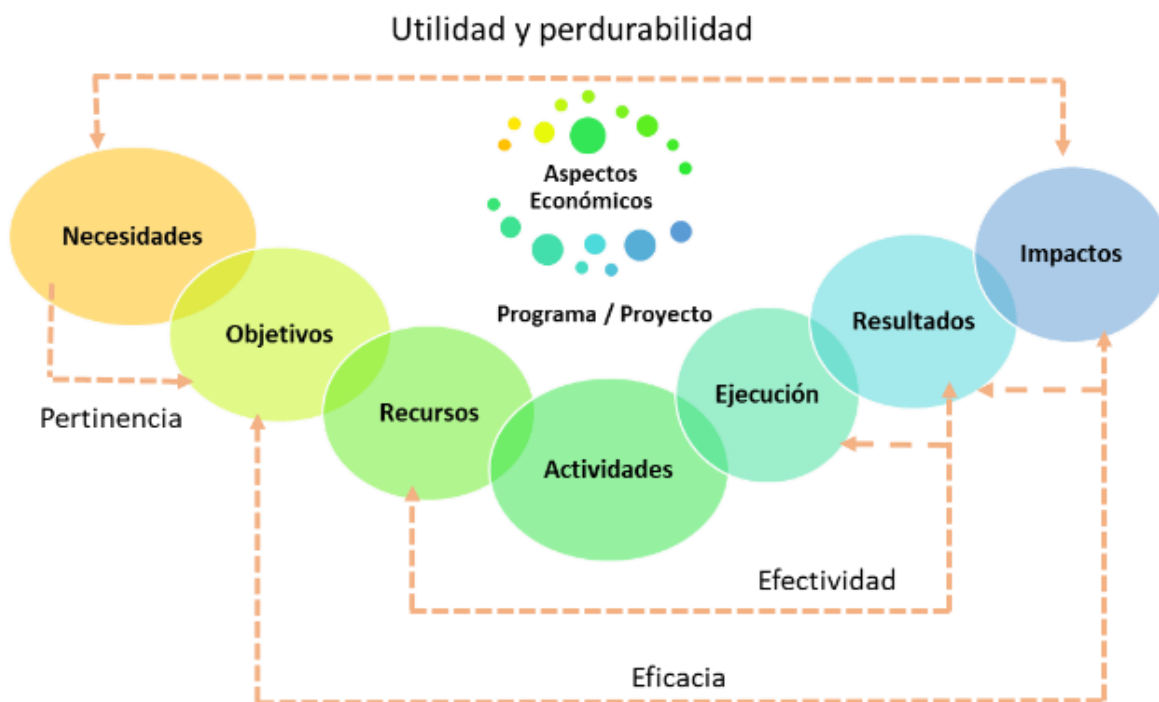 Utilidad y perdurabilidad
Aspectos
Económicos
Necesidades
Impactos
Programa / Proyecto
Resultados
Objetivos
Ejecución
Pertinencia
Recursos
Actividades
Efectividad
Eficacia